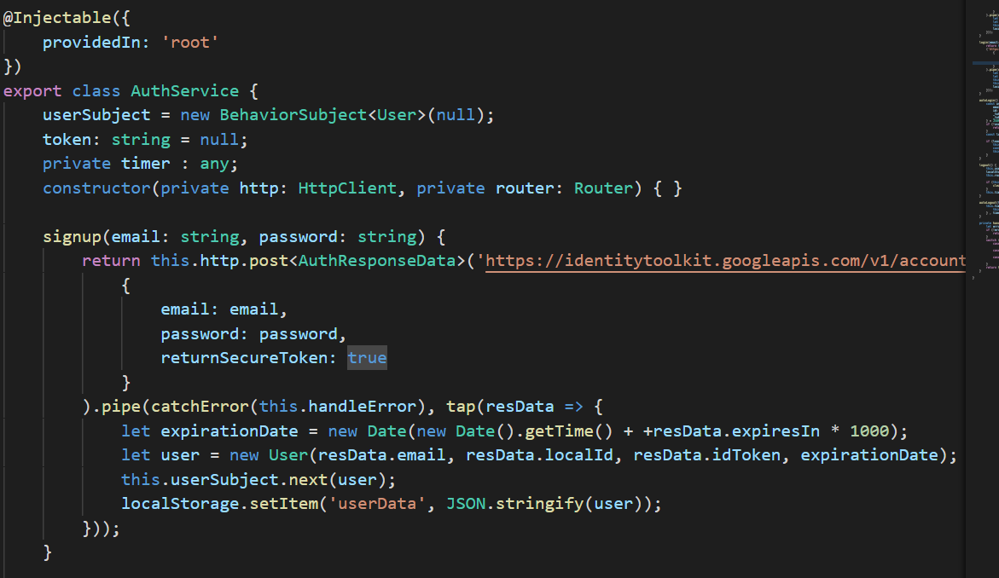 @Injectable({
    providedIn: 'root'
})
export class AuthService {
    userSubject = new BehaviorSubject<User>(null);
    token: string = null;
    private timer : any;
    constructor(private http: HttpClient, private router: Router) { }
    signup(email: string, password: string) {
        return this.http.post<AuthResponseData>('https://identitytoolkit.googleapis.com/v1/account
            {
                email: email,
                password: password,
                returnSecureToken: true
            }
        ).pipe(catchError(this.handleError), tap(resData => {
            let expirationDate = new Date(new Date().getTime() + +resData.expiresIn * 1000);
            let user = new User(resData.email, resData.localId, resData.idToken, expirationDate);
            this.userSubject.next(user);
            localStorage.setItem('userData', JSON.stringify(user));
        }));
    }